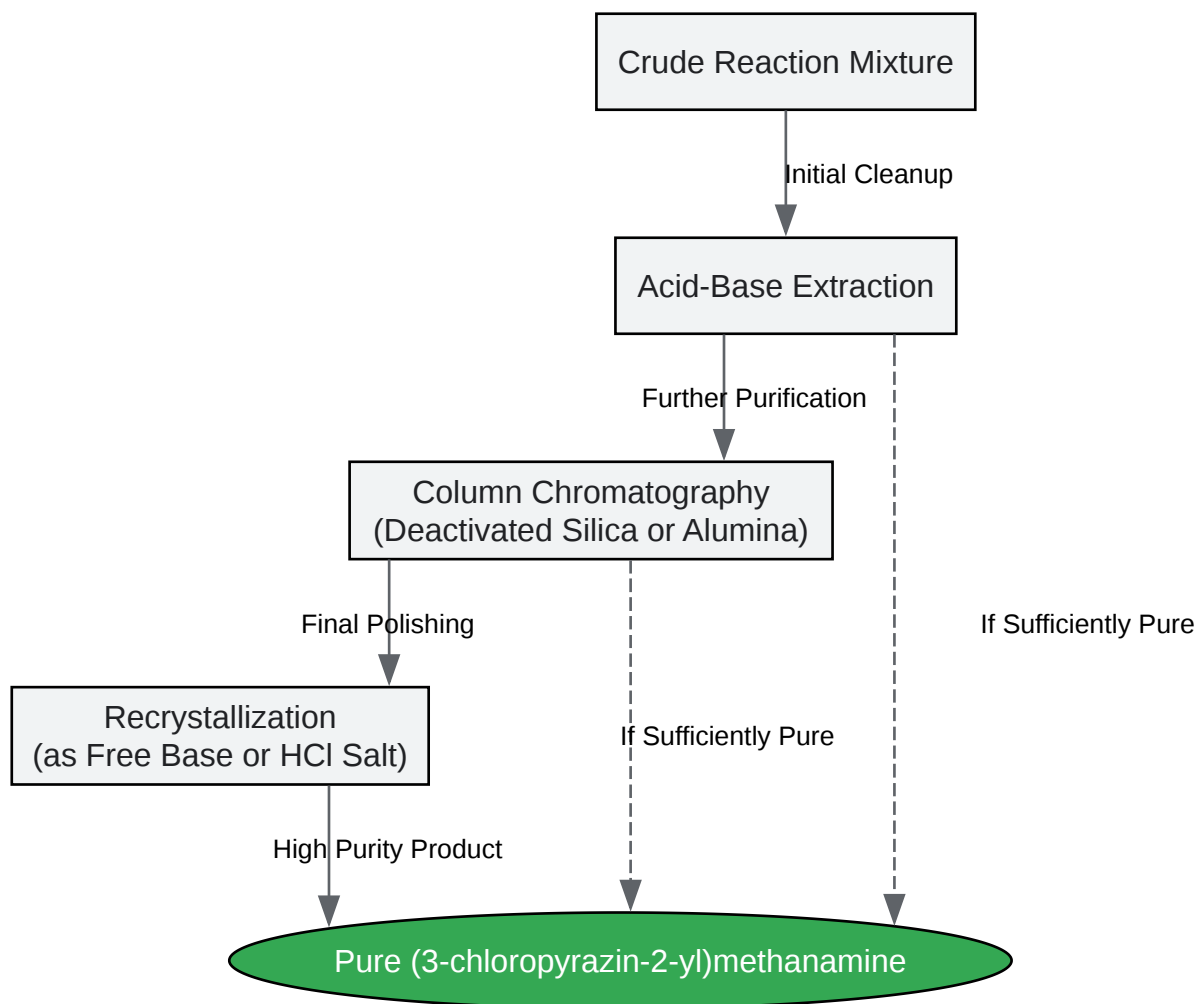 Crude Reaction Mixture
Initial Cleanup
Acid-Base Extraction
Further Purification
Column Chromatography
(Deactivated Silica or Alumina)
Final Polishing
If Sufficiently Pure
Recrystallization
(as Free Base or HCl Salt)
If Sufficiently Pure
High Purity Product
Pure (3-chloropyrazin-2-yl)methanamine